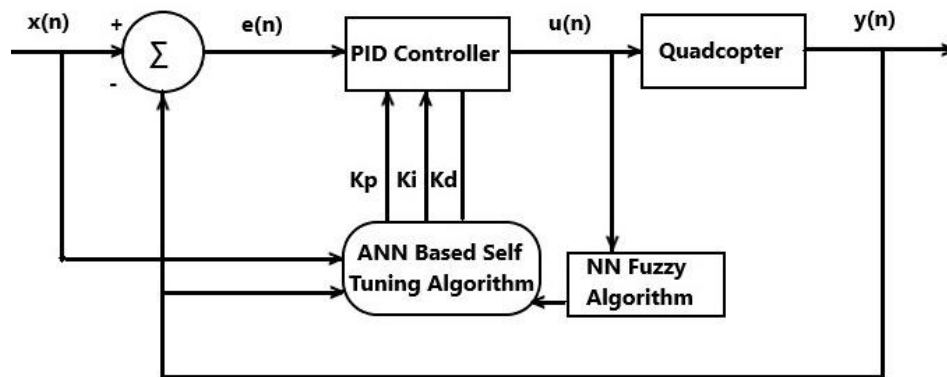 x(n)
+
Σ
-
e(n)
PID Controller
u(n)
Quadcopter
y(n)
Kp
Ki
Kd
ANN Based Self
Tuning Algorithm
NN Fuzzy
Algorithm